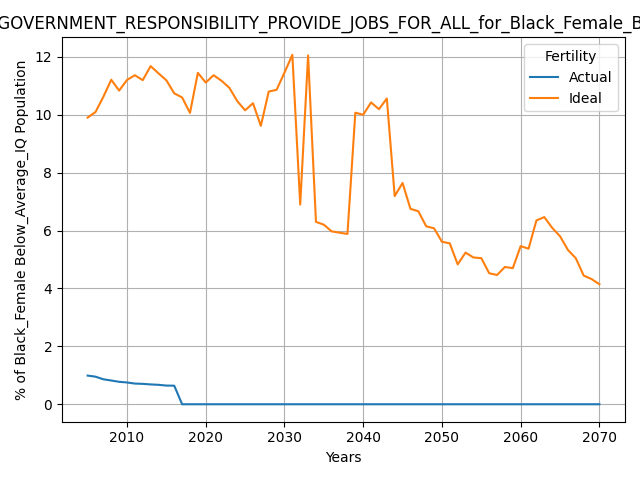 GOVERNMENT_RESPONSIBILITY_PROVIDE_JOBS_FOR_ALL_for_Black_Female_B
% of Black_Female Below_Average_IQ Population
12
10
8
6
4
2
0
Fertility
Actual
Ideal
2010 2020 2030 2040 2050 2060 2070
Years